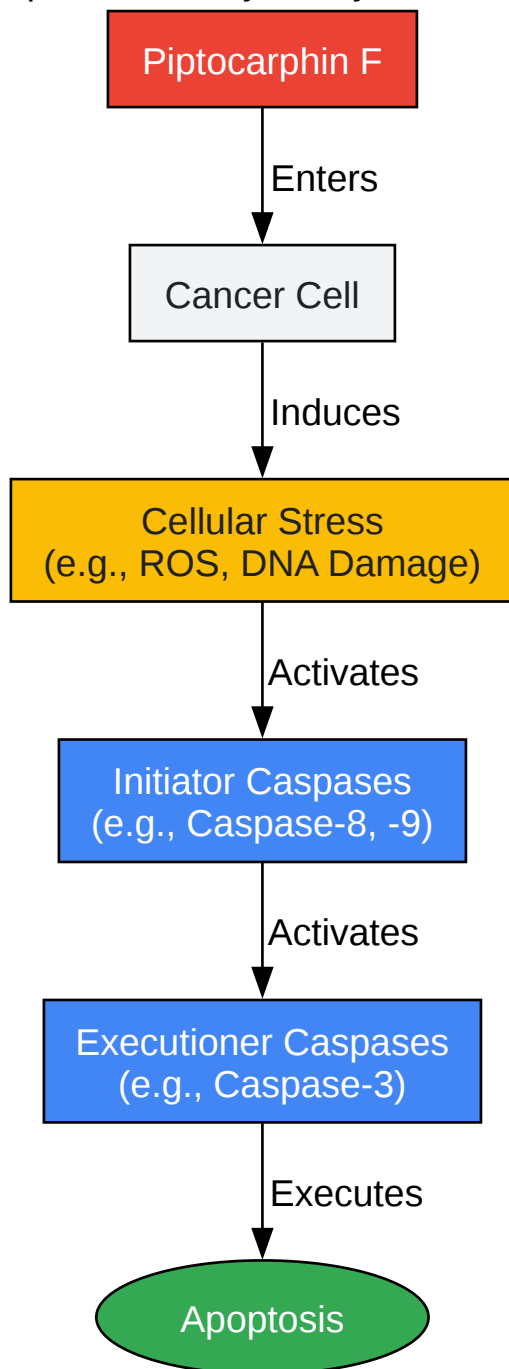 Piptocarphin F
Enters
Cancer Cell
Induces
Cellular Stress
(e.g., ROS, DNA Damage)
Activates
Initiator Caspases
(e.g., Caspase-8, -9)
Activates
Executioner Caspases
(e.g., Caspase-3)
Executes
Apoptosis